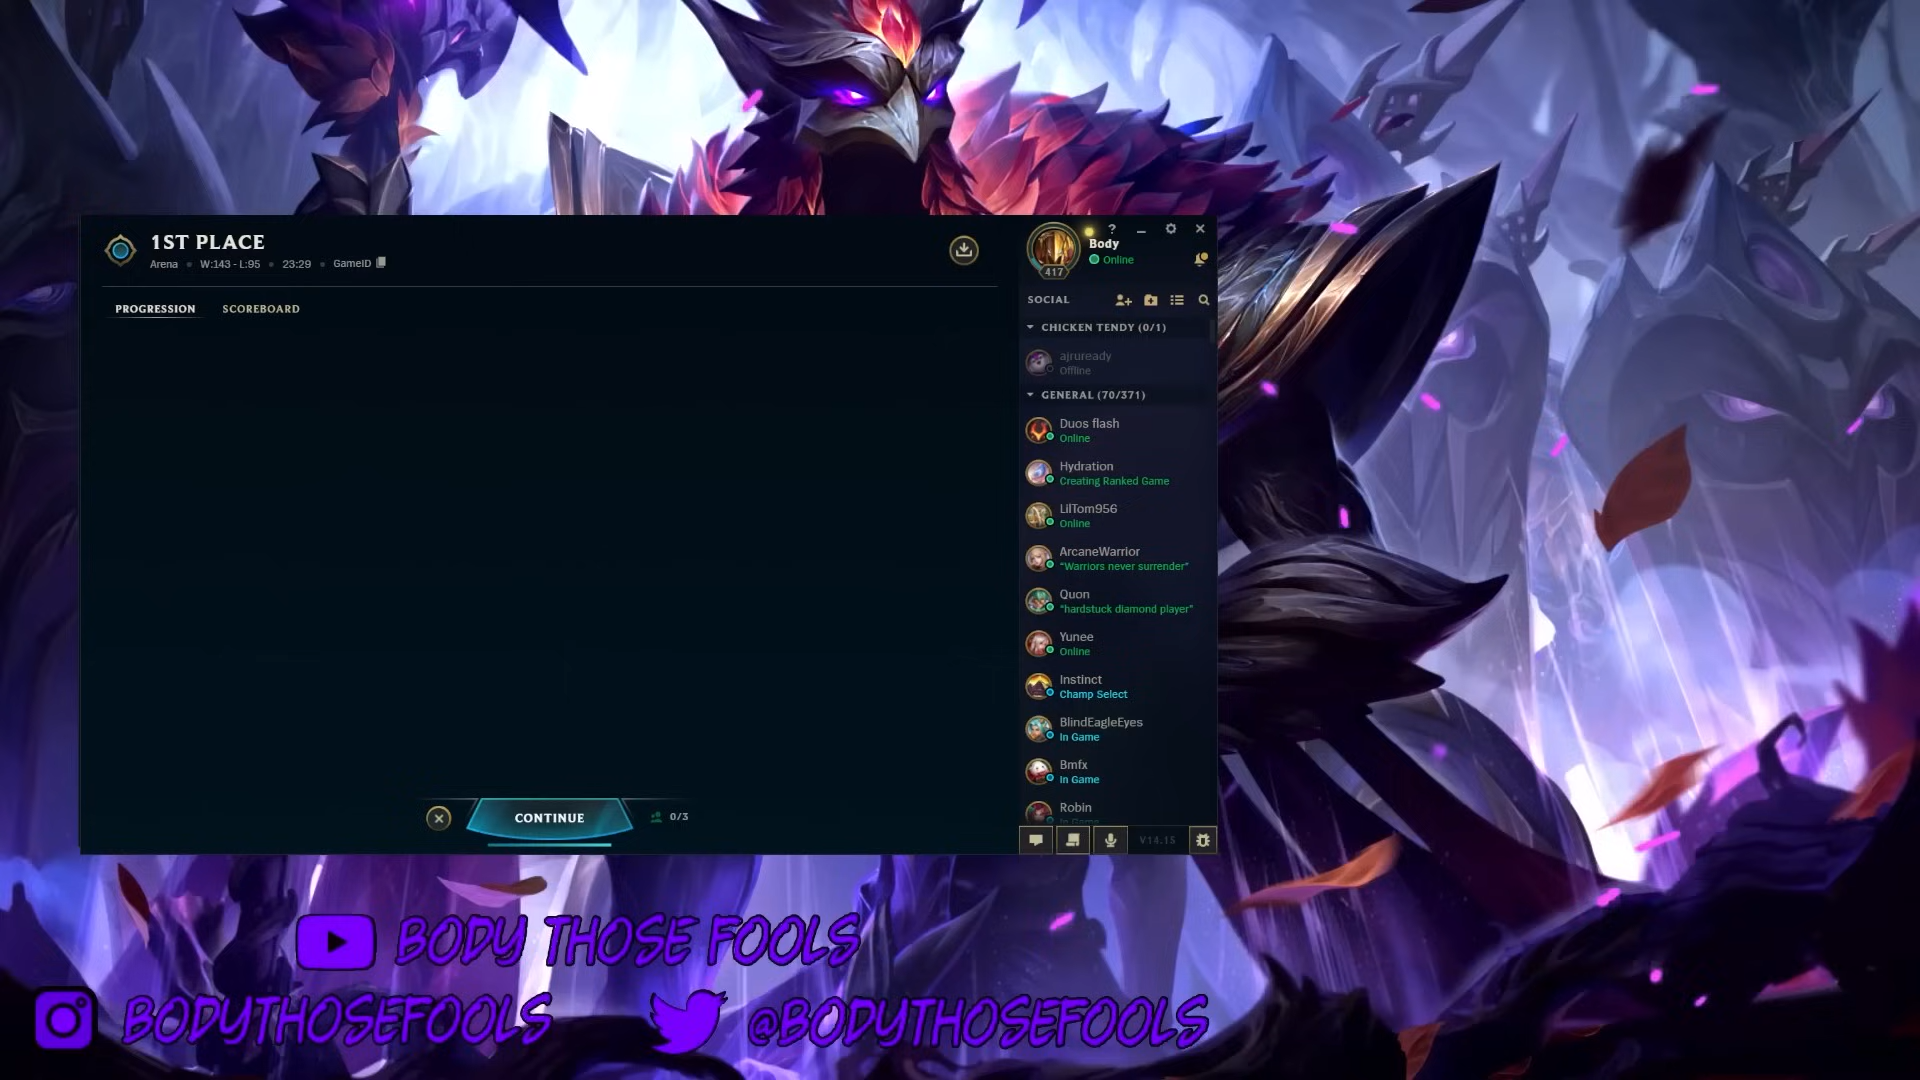 1ST PLACE
Arena • W:143 - L:95 • 23:29 • GameID
PROGRESSION SCOREBOARD
CONTINUE
0/3
?
Body
417
Online
SOCIAL
CHICKEN TENDY (0/1)
ajruready
Offline
GENERAL (70/371)
Duos flash
Online
Hydration
Creating Ranked Game
LilTom956
Online
ArcaneWarrior
"Warriors never surrender"
Quon
"hardstuck diamond player"
Yunee
Online
Instinct
Champ Select
BlindEagleEyes
In Game
Bmfx
In Game
Robin
In Game
V14.15
BODY THOSE FOOLS
BODYTHOSEFOOLS
@BODYTHOSEFOOLS